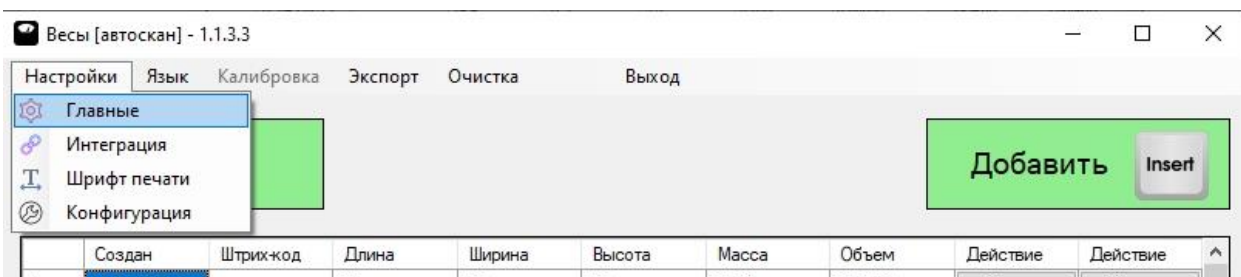 Весы [автоскан] - 1.1.3.3
Настройки Язык Калибровка Экспорт Очистка Выход
Главные
Интеграция
Шрифт печати
Конфигурация
Добавить Insert
Создан Штрих-код Длина Ширина Высота Масса Объем Действие Действие